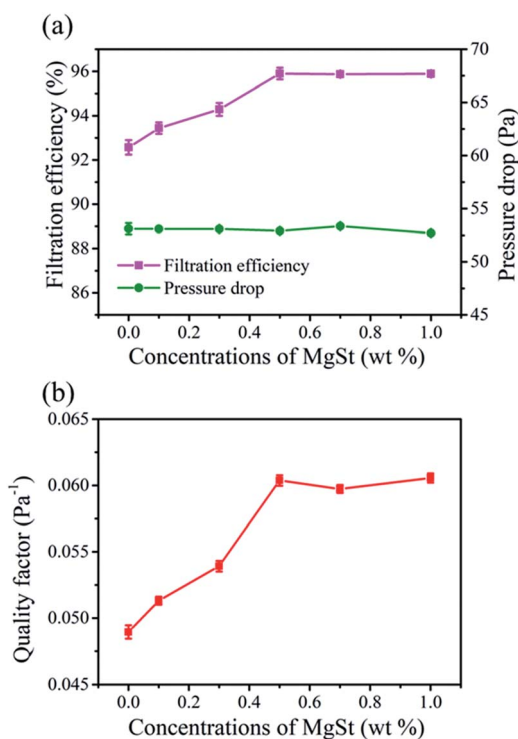 (a)
Filtration efficiency (%)
96
94
92
90
88
86
70
65
60
55
50
45
Pressure drop (Pa)
Filtration efficiency
Pressure drop
0.0 0.2 0.4 0.6 0.8 1.0
Concentrations of MgSt (wt %)
(b)
Quality factor (Pa⁻¹)
0.065
0.060
0.055
0.050
0.045
0.0 0.2 0.4 0.6 0.8 1.0
Concentrations of MgSt (wt %)